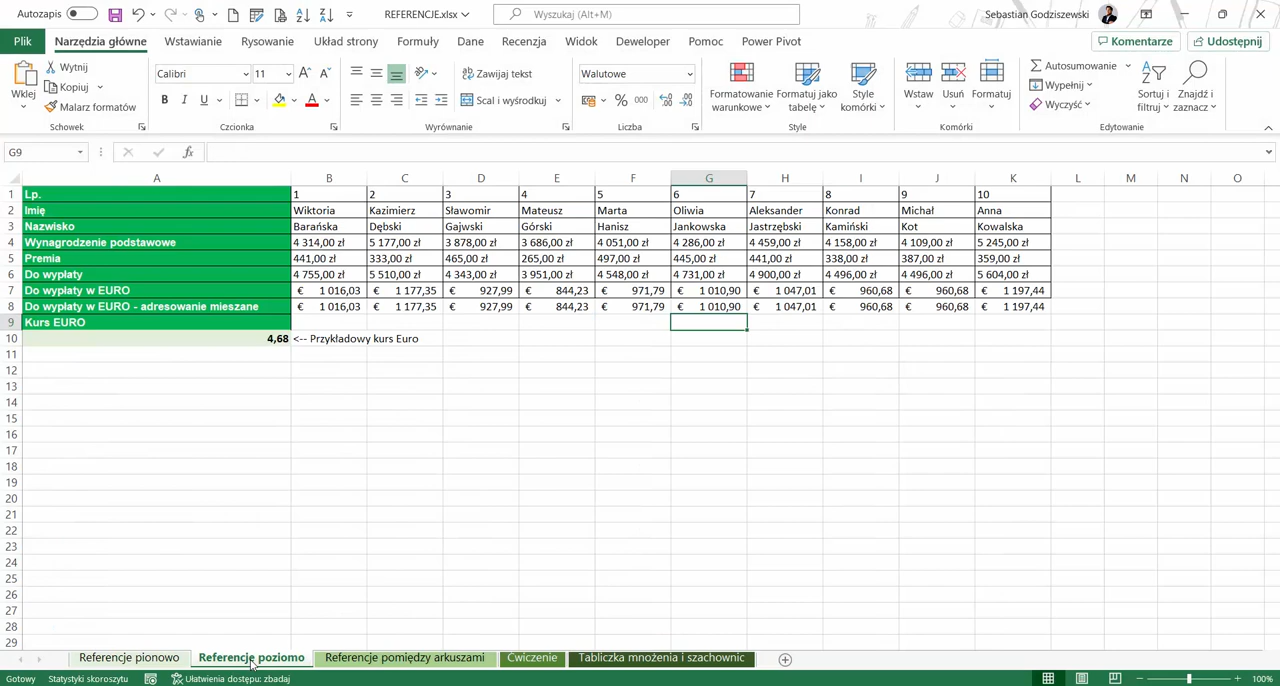 Autozapis
REFERENCJE.xlsx
Wyszukaj (Alt+M)
Sebastian Godziszewski
Plik Narzędzia główne Wstawianie Rysowanie Układ strony Formuły Dane Recenzja Widok Deweloper Pomoc Power Pivot Komentarze Udostępnij
Wklej
Wytnij
Kopiuj
Malarz formatów
Schowek
Calibri 11
B I U
Czcionka
Zawijaj tekst
Scal i wyśrodkuj
Wyrównanie
Walutowe
% 000
Liczba
Formatowanie warunkowe
Formatuj jako tabelę
Style komórki
Style
Wstaw Usuń Formatuj
Komórki
Autosumowanie
Wypełnij
Wyczyść
Sortuj i filtruj
Znajdź i zaznacz
Edytowanie
G9 fx
A B C D E F G H I J K L M N O
1 Lp. 1 2 3 4 5 6 7 8 9 10
2 Imię Wiktoria Kazimierz Sławomir Mateusz Marta Oliwia Aleksander Konrad Michał Anna
3 Nazwisko Barańska Dębski Gajwski Górski Hanisz Jankowska Jastrzębski Kamiński Kot Kowalska
4 Wynagrodzenie podstawowe 4 314,00 zł 5 177,00 zł 3 878,00 zł 3 686,00 zł 4 051,00 zł 4 286,00 zł 4 459,00 zł 4 158,00 zł 4 109,00 zł 5 245,00 zł
5 Premia 441,00 zł 333,00 zł 465,00 zł 265,00 zł 497,00 zł 445,00 zł 441,00 zł 338,00 zł 387,00 zł 359,00 zł
6 Do wypłaty 4 755,00 zł 5 510,00 zł 4 343,00 zł 3 951,00 zł 4 548,00 zł 4 731,00 zł 4 900,00 zł 4 496,00 zł 4 496,00 zł 5 604,00 zł
7 Do wypłaty w EURO € 1 016,03 € 1 177,35 € 927,99 € 844,23 € 971,79 € 1 010,90 € 1 047,01 € 960,68 € 960,68 € 1 197,44
8 Do wypłaty w EURO - adresowanie mieszane € 1 016,03 € 1 177,35 € 927,99 € 844,23 € 971,79 € 1 010,90 € 1 047,01 € 960,68 € 960,68 € 1 197,44
9 Kurs EURO
10 4,68 <-- Przykładowy kurs Euro
11
12
13
14
15
16
17
18
19
20
21
22
23
24
25
26
27
28
29
Referencje pionowo Referencje poziomo Referencje pomiędzy arkuszami Ćwiczenie Tabliczka mnożenia i szachownic
Gotowy Statystyki skoroszytu Ułatwienia dostępu: zbadaj 100%